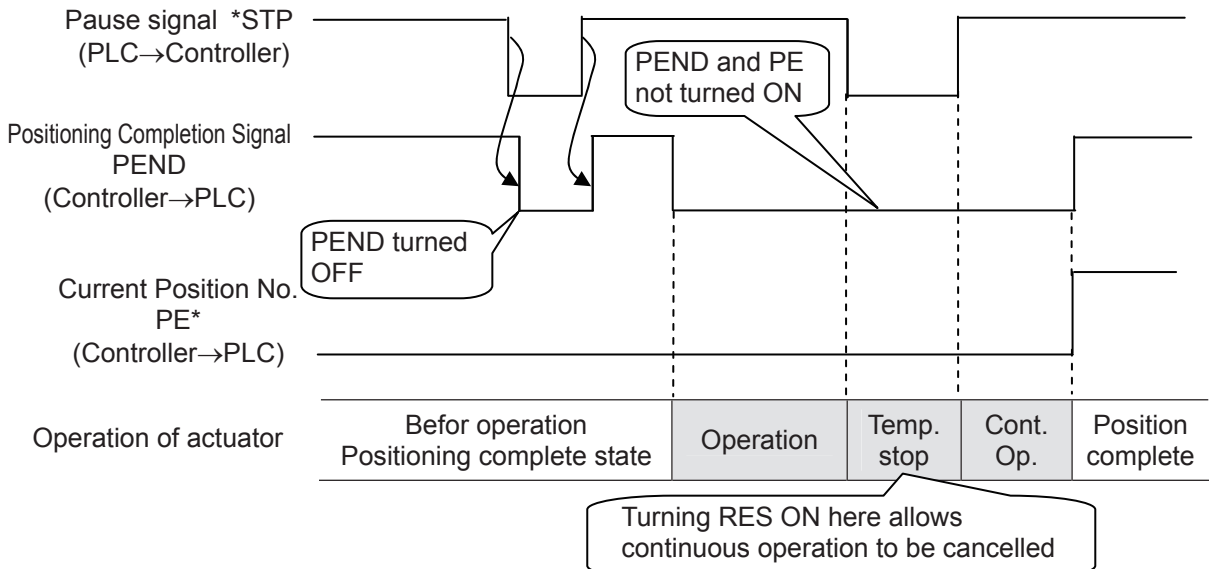 Pause signal *STP
(PLC→Controller)
PEND and PE
not turned ON
Positioning Completion Signal
PEND
(Controller→PLC)
PEND turned
OFF
Current Position No.
PE*
(Controller→PLC)
Operation of actuator
Befor operation
Positioning complete state
Operation
Temp.
stop
Cont.
Op.
Position
complete
Turning RES ON here allows
continuous operation to be cancelled